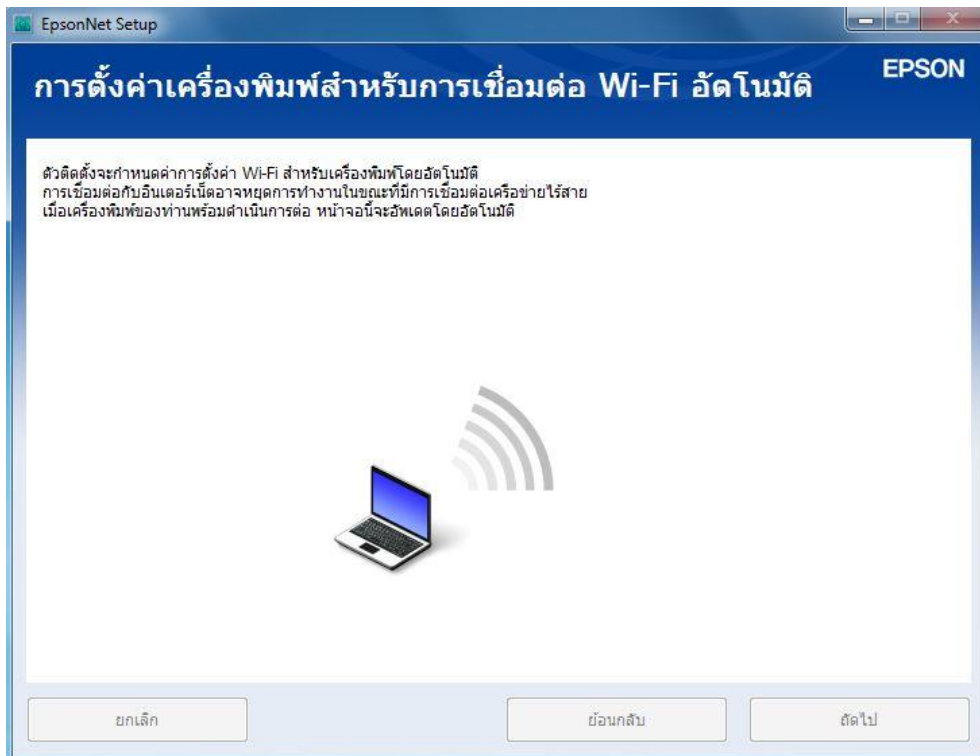 EpsonNet Setup
การตั้งค่าเครื่องพิมพ์สำหรับการเชื่อมต่อ Wi-Fi อัตโนมัติ
EPSON
ตัวติดตั้งจะกำหนดค่าการตั้งค่า Wi-Fi สำหรับเครื่องพิมพ์โดยอัตโนมัติ
การเชื่อมต่อกับอินเตอร์เน็ตอาจหยุดการทำงานในขณะที่มีการเชื่อมต่อเครือข่ายไร้สาย
เมื่อเครื่องพิมพ์ของท่านพร้อมดำเนินการต่อ หน้าจอนี้จะอัพเดตโดยอัตโนมัติ
ยกเลิก
ย้อนกลับ
ถัดไป